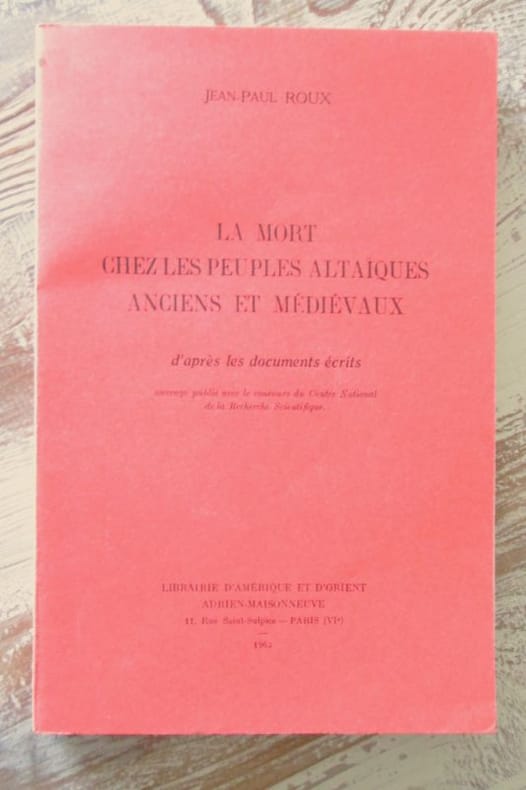 JEAN-PAUL ROUX
LA MORT
CHEZ LES PEUPLES ALTAÏQUES
ANCIENS ET MÉDIÉVAUX
d'après les documents écrits
ouvrage publié avec le concours du Centre National
de la Recherche Scientifique.
LIBRAIRIE D'AMÉRIQUE ET D'ORIENT
ADRIEN-MAISONNEUVE
11, Rue Saint-Sulpice — PARIS (VIᵉ)
—
1963